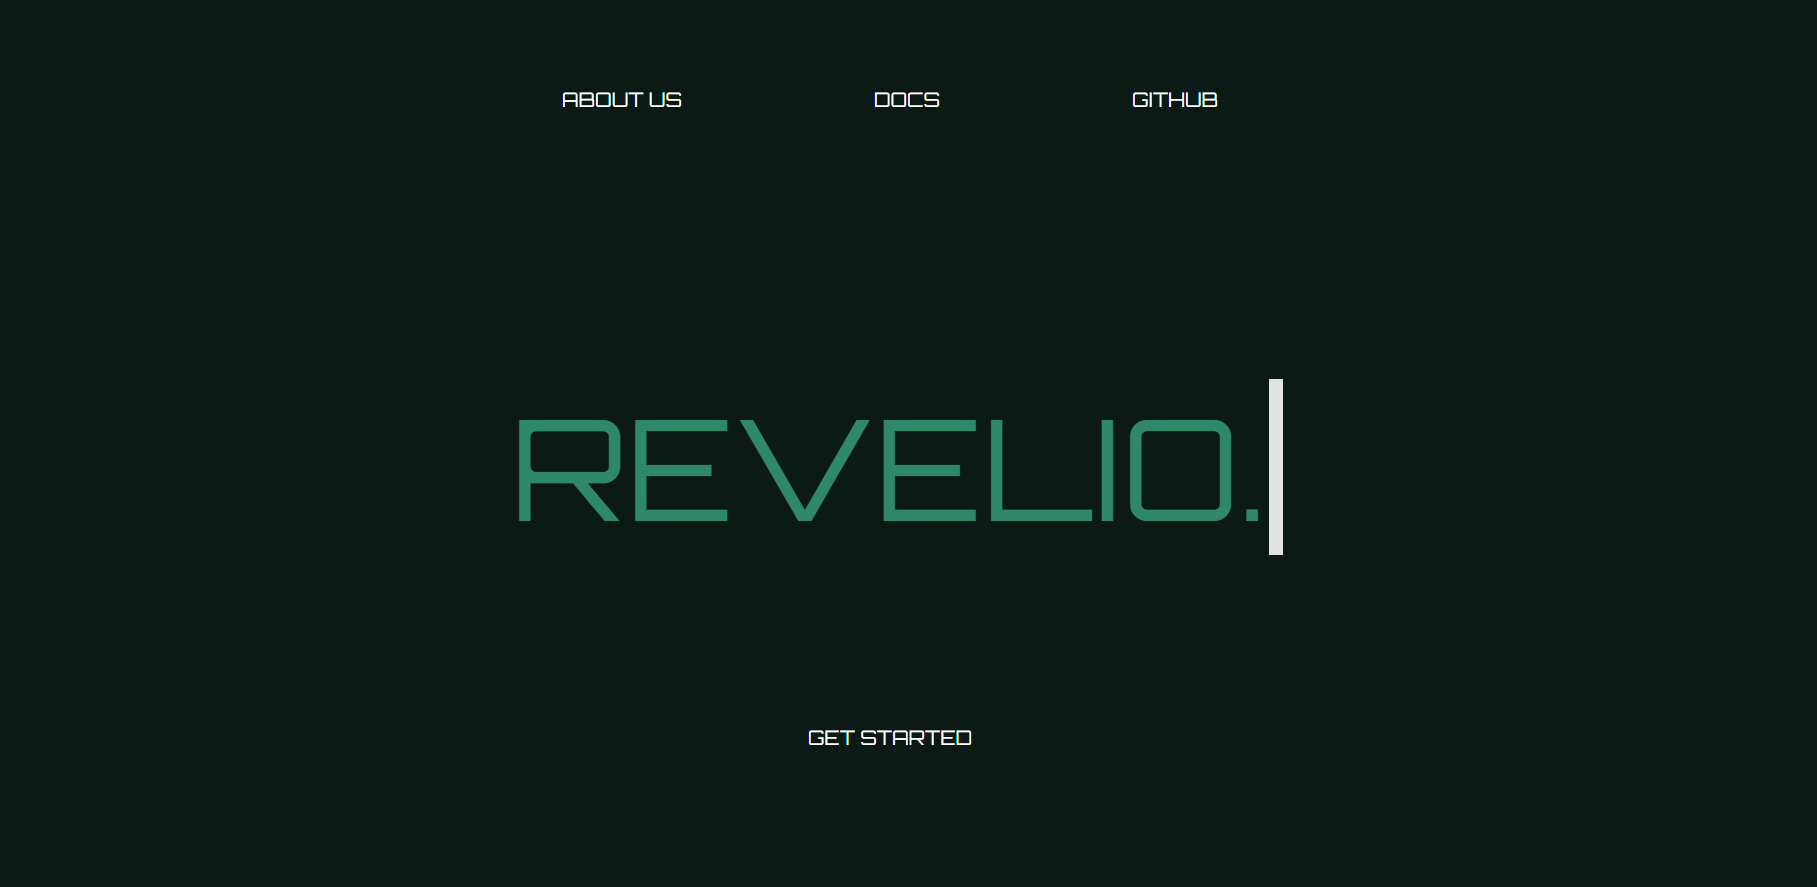 ABOUT US DOCS GITHUB
REVELIO.
GET STARTED